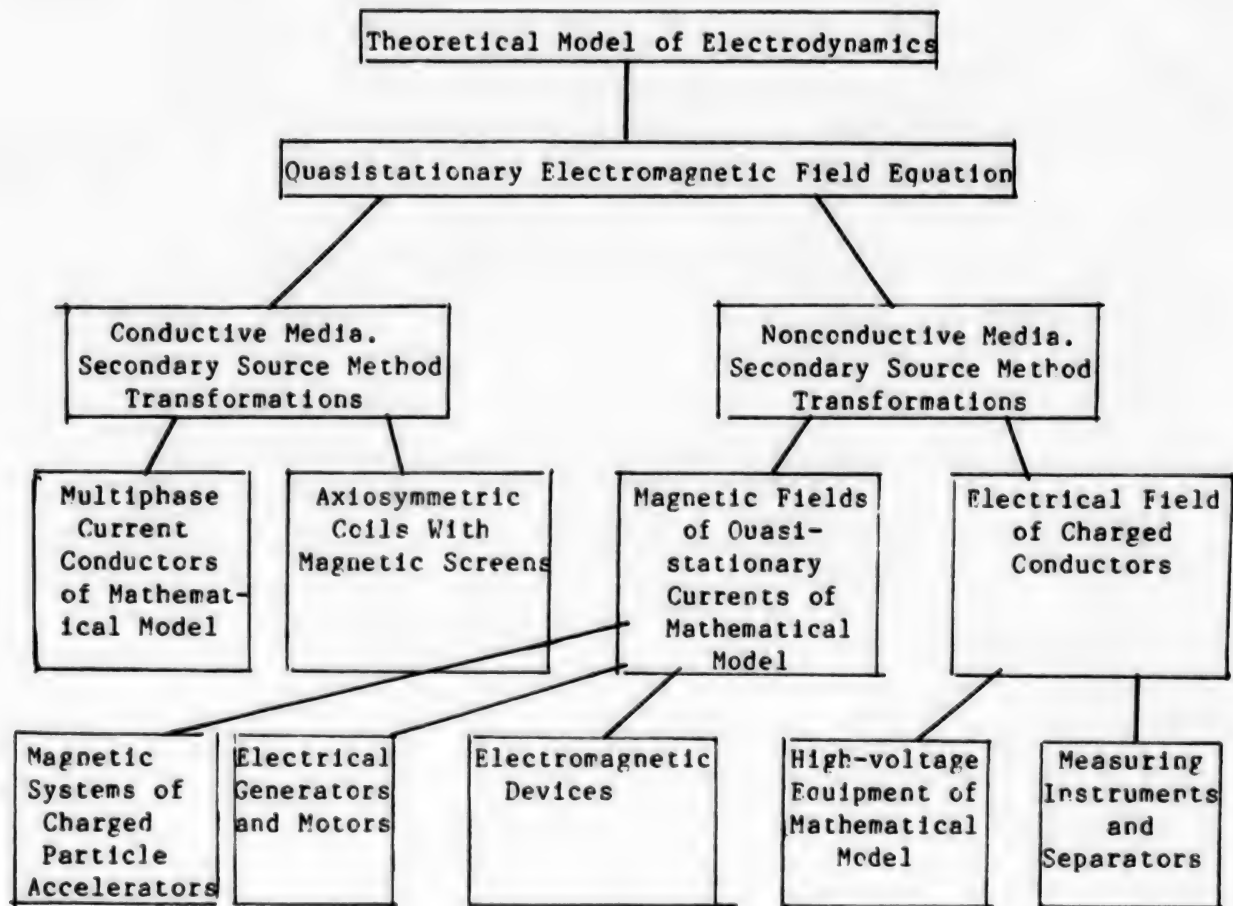 Theoretical Model of Electrodynamics
Quasistationary Electromagnetic Field Equation
Conductive Media.
Secondary Source Method
Transformations
Nonconductive Media.
Secondary Source Method
Transformations
Multiphase
Current
Conductors
of Mathemat-
ical Model
Axiosymmetric
Coils With
Magnetic Screens
Magnetic Fields
of Quasi-
stationary
Currents of
Mathematical
Model
Electrical Field
of Charged
Conductors
Magnetic
Systems of
Charged
Particle
Accelerators
Electrical
Generators
and Motors
Electromagnetic
Devices
High-voltage
Equipment of
Mathematical
Model
Measuring
Instruments
and
Separators